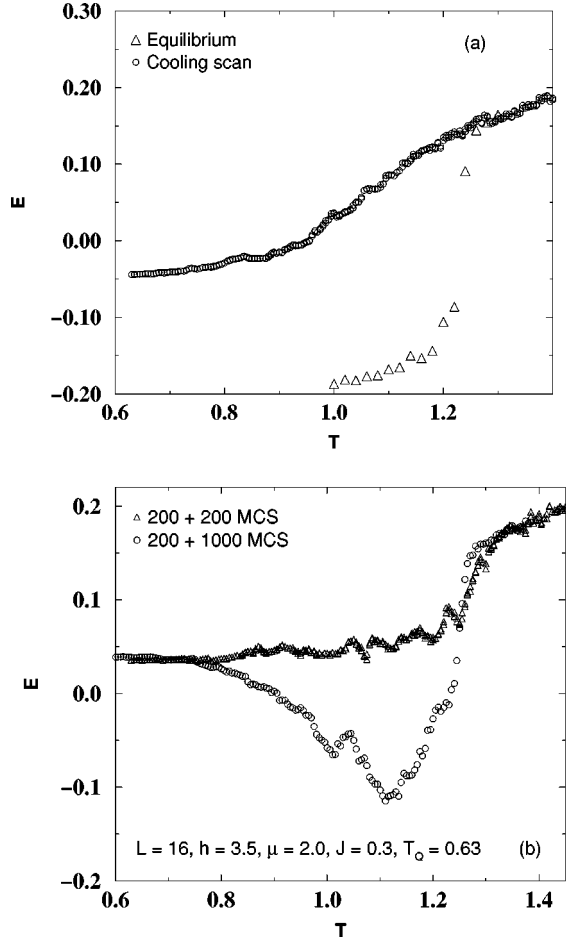 (a)
△ Equilibrium
○ Cooling scan
0.30
0.20
0.10
0.00
−0.10
−0.20
E
0.6 0.8 1.0 1.2
T
△ 200 + 200 MCS
○ 200 + 1000 MCS
0.2
0.1
0.0
−0.1
−0.2
E
L = 16, h = 3.5, μ = 2.0, J = 0.3, T_Q = 0.63 (b)
0.6 0.8 1.0 1.2 1.4
T